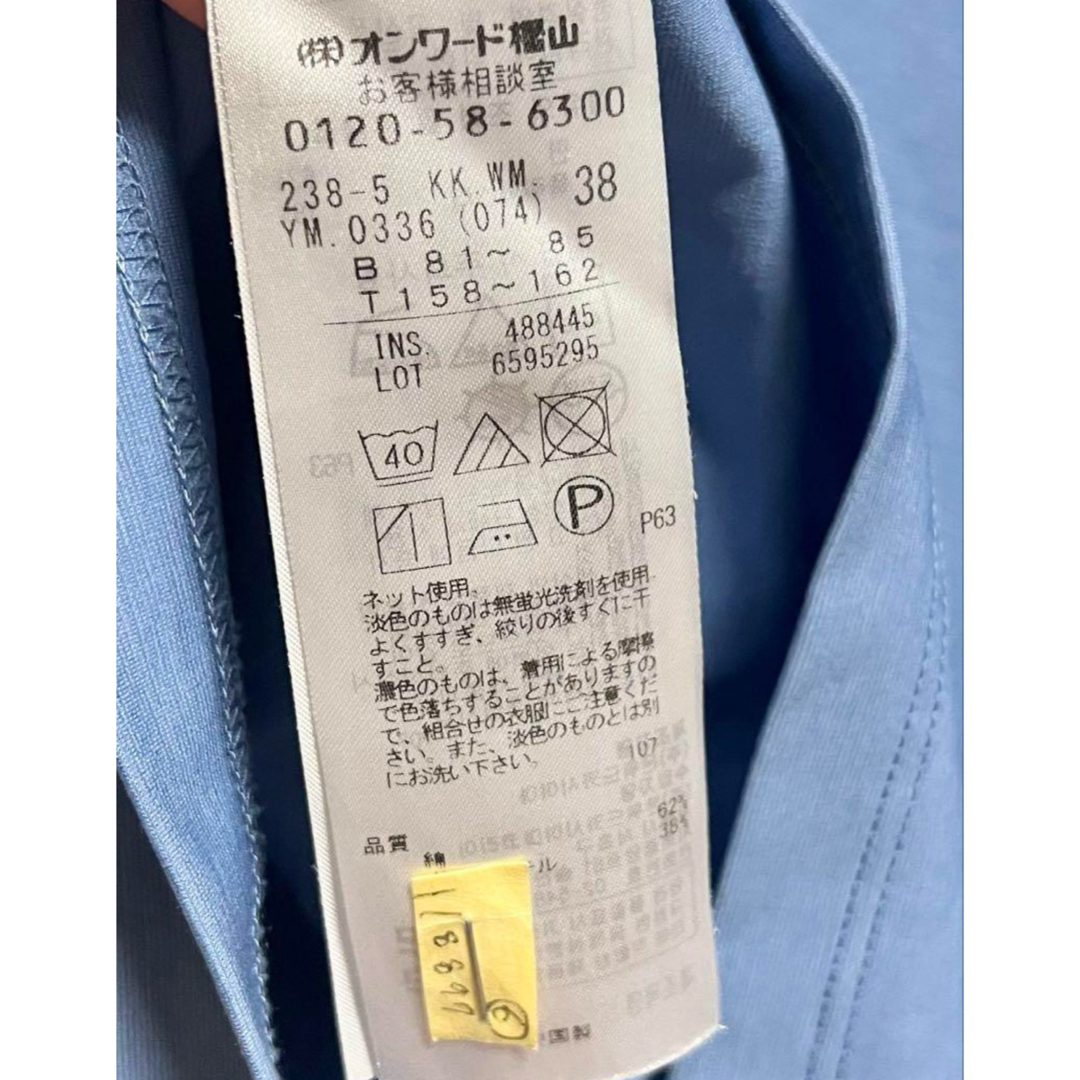 (株)オンワード樫山
お客様相談室
0120-58-6300
238-5 KK.WM. 38
YM.0336 (074)
B 81～ 85
T 158～162
INS. 488445
LOT 6595295
40
P
P63
ネット使用。
淡色のものは無蛍光洗剤を使用
よくすすぎ、絞りの後すぐに干
すこと。
濃色のものは、着用による摩擦
で色落ちすることがありますの
で、組合せの衣服にご注意くだ
さい。また、淡色のものとは別
にお洗い下さい。 107
品質 綿 62%
ール 38%